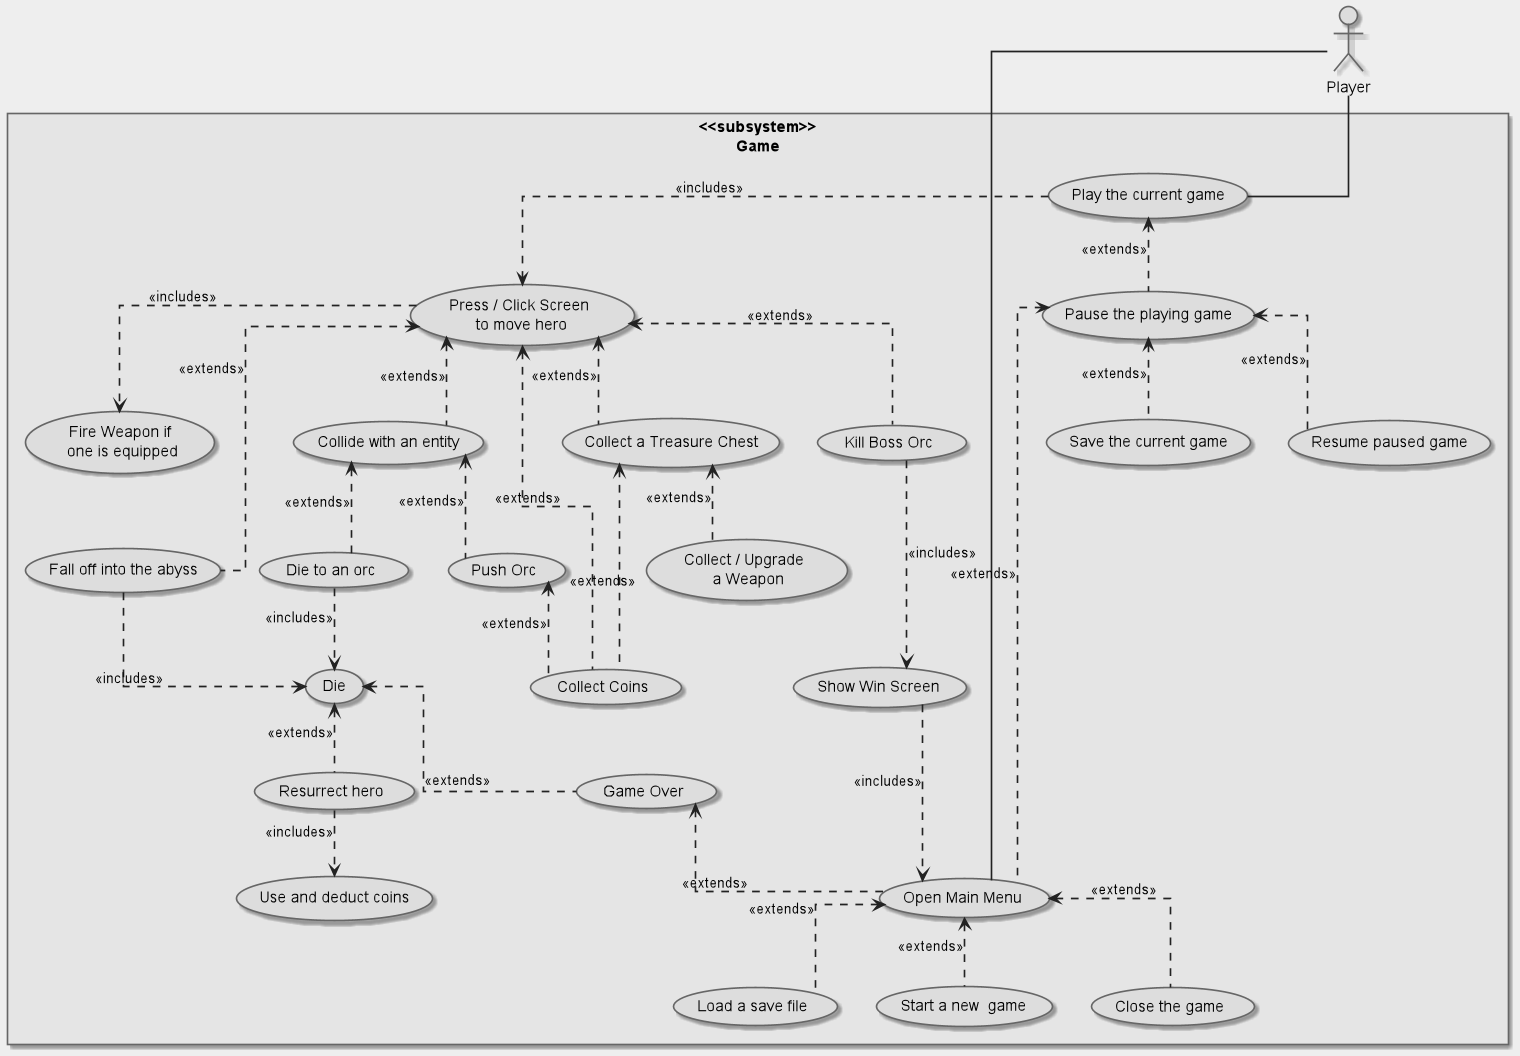 Player
<<subsystem>>
Game
«includes»
Play the current game
«extends»
«includes»
Press / Click Screen
to move hero
«extends»
Pause the playing game
«extends»
«extends»
«extends»
«extends»
«extends»
«extends»
Fire Weapon if
one is equipped
Collide with an entity
Collect a Treasure Chest
Kill Boss Orc
Save the current game
Resume paused game
«extends»
«extends»
«extends»
«extends»
«includes»
Fall off into the abyss
Die to an orc
Push Orc
«extends»
Collect / Upgrade
a Weapon
«extends»
«includes»
«extends»
«includes»
Die
Collect Coins
Show Win Screen
«extends»
Resurrect hero
«extends»
Game Over
«includes»
«includes»
Use and deduct coins
«extends»
Open Main Menu
«extends»
«extends»
«extends»
Load a save file
Start a new  game
Close the game